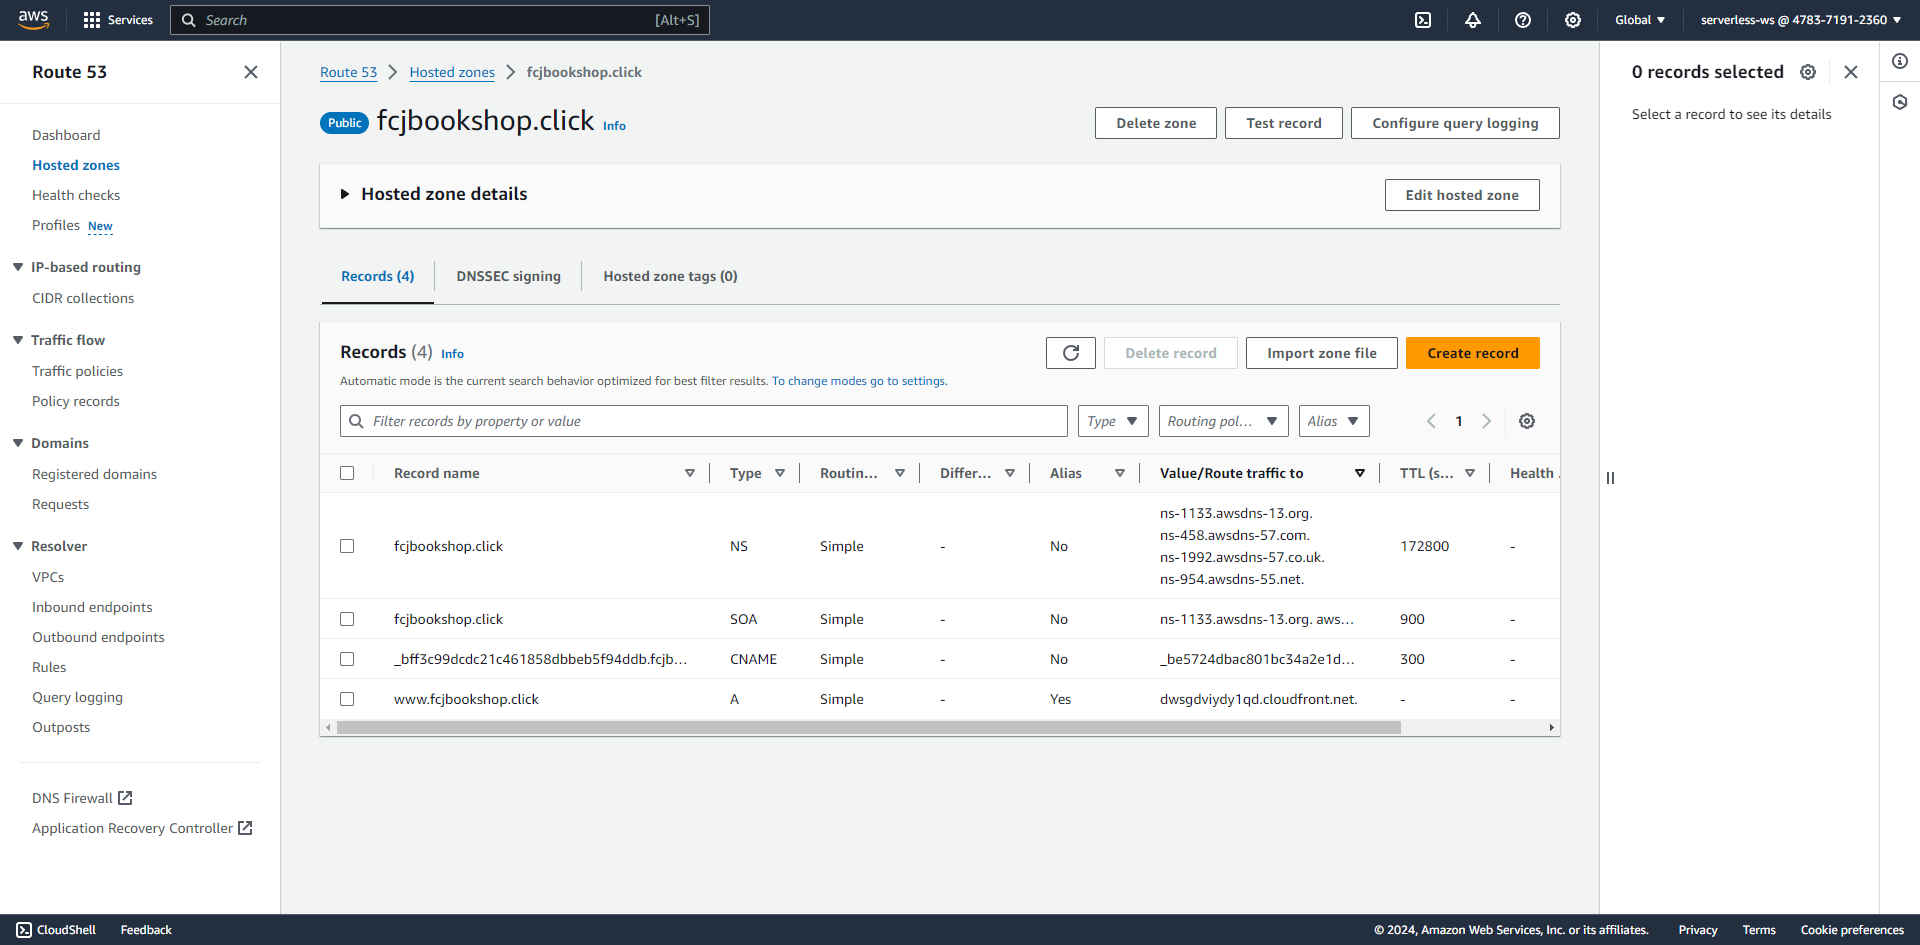 aws
Services
Search
[Alt+S]
Global
serverless-ws @ 4783-7191-2360
Route 53
Dashboard
Hosted zones
Health checks
Profiles New
IP-based routing
CIDR collections
Traffic flow
Traffic policies
Policy records
Domains
Registered domains
Requests
Resolver
VPCs
Inbound endpoints
Outbound endpoints
Rules
Query logging
Outposts
DNS Firewall
Application Recovery Controller
Route 53 Hosted zones fcjbookshop.click
Public fcjbookshop.click Info
Delete zone
Test record
Configure query logging
Hosted zone details
Edit hosted zone
Records (4)
DNSSEC signing
Hosted zone tags (0)
Records (4) Info
Delete record
Import zone file
Create record
Automatic mode is the current search behavior optimized for best filter results. To change modes go to settings.
Filter records by property or value
Type
Routing pol...
Alias
1
Record name Type Routin... Differ... Alias Value/Route traffic to TTL (s... Health
ns-1133.awsdns-13.org.
ns-458.awsdns-57.com.
fcjbookshop.click NS Simple - No 172800 -
ns-1992.awsdns-57.co.uk.
ns-954.awsdns-55.net.
fcjbookshop.click SOA Simple - No ns-1133.awsdns-13.org. aws... 900 -
_bff3c99dcdc21c461858dbbeb5f94ddb.fcjb... CNAME Simple - No _be5724dbac801bc34a2e1d... 300 -
www.fcjbookshop.click A Simple - Yes dwsgdviydy1qd.cloudfront.net. - -
0 records selected
Select a record to see its details
CloudShell
Feedback
© 2024, Amazon Web Services, Inc. or its affiliates.
Privacy
Terms
Cookie preferences